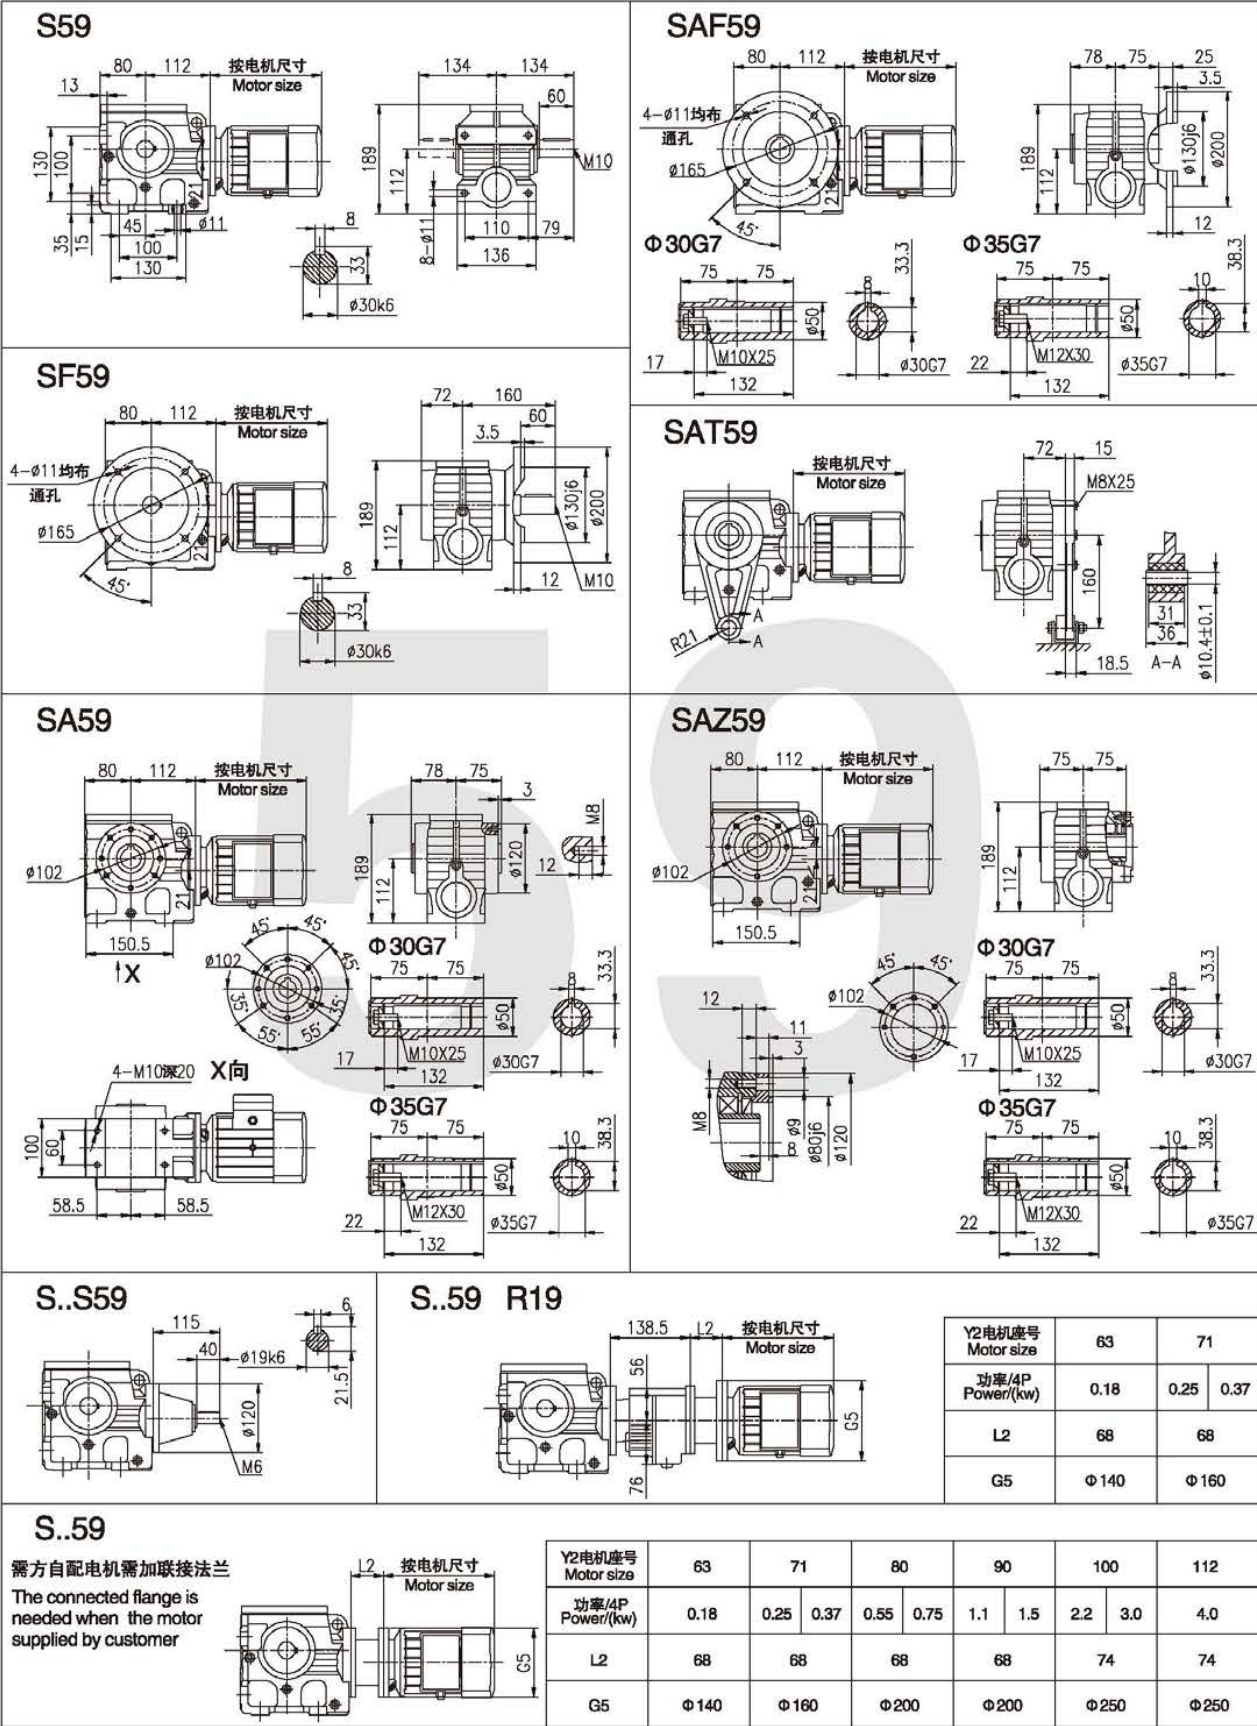 S59
80
112
按电机尺寸
Motor size
13
130
100
35
15
45
100
130
ø11
21
134
134
60
189
112
M10
8-ø11
110
79
136
8
33
ø30k6
SAF59
80
112
按电机尺寸
Motor size
4-ø11均布
通孔
ø165
45°
21
78
75
25
3.5
189
112
ø130j6
ø200
12
Φ30G7
75
75
ø50
M10X25
17
132
8
33.3
ø30G7
Φ35G7
75
75
ø50
M12X30
22
132
10
38.3
ø35G7
SF59
80
112
按电机尺寸
Motor size
4-ø11均布
通孔
ø165
45°
21
72
160
60
3.5
189
112
ø130j6
ø200
12
M10
8
33
ø30k6
SAT59
按电机尺寸
Motor size
R21
A
A
72
15
M8X25
160
18.5
31
36
A-A
ø10.4±0.1
59
SA59
80
112
按电机尺寸
Motor size
ø102
21
150.5
X
78
75
3
189
112
ø120
M8
12
45°
45°
45°
ø102
35°
35°
55°
55°
Φ30G7
75
75
ø50
M10X25
17
132
8
33.3
ø30G7
4-M10深20
X向
100
60
58.5
58.5
Φ35G7
75
75
ø50
M12X30
22
132
10
38.3
ø35G7
SAZ59
80
112
按电机尺寸
Motor size
ø102
21
150.5
75
75
189
112
12
11
3
M8
8
ø9
ø80j6
ø120
45°
45°
ø102
Φ30G7
75
75
ø50
M10X25
17
132
8
33.3
ø30G7
Φ35G7
75
75
ø50
M12X30
22
132
10
38.3
ø35G7
S..S59
115
40
ø19k6
6
21.5
ø120
M6
S..59 R19
138.5
L2
按电机尺寸
Motor size
56
76
G5
Y2电机座号
Motor size
63
71
功率/4P
Power/(kw)
0.18
0.25
0.37
L2
68
68
G5
Φ140
Φ160
S..59
需方自配电机需加联接法兰
The connected flange is
needed when the motor
supplied by customer
L2
按电机尺寸
Motor size
G5
Y2电机座号
Motor size
63
71
80
90
100
112
功率/4P
Power/(kw)
0.18
0.25
0.37
0.55
0.75
1.1
1.5
2.2
3.0
4.0
L2
68
68
68
68
74
74
G5
Φ140
Φ160
Φ200
Φ200
Φ250
Φ250